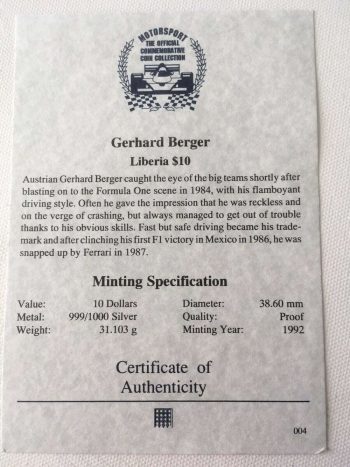 MOTORSPORT
THE OFFICIAL
COMMEMORATIVE
COIN COLLECTION
Gerhard Berger
Liberia $10
Austrian Gerhard Berger caught the eye of the big teams shortly after
blasting on to the Formula One scene in 1984, with his flamboyant
driving style. Often he gave the impression that he was reckless and
on the verge of crashing, but always managed to get out of trouble
thanks to his obvious skills. Fast but safe driving became his trade-
mark and after clinching his first F1 victory in Mexico in 1986, he was
snapped up by Ferrari in 1987.
Minting Specification
Value: 10 Dollars Diameter: 38.60 mm
Metal: 999/1000 Silver Quality: Proof
Weight: 31.103 g Minting Year: 1992
Certificate of
Authenticity
004